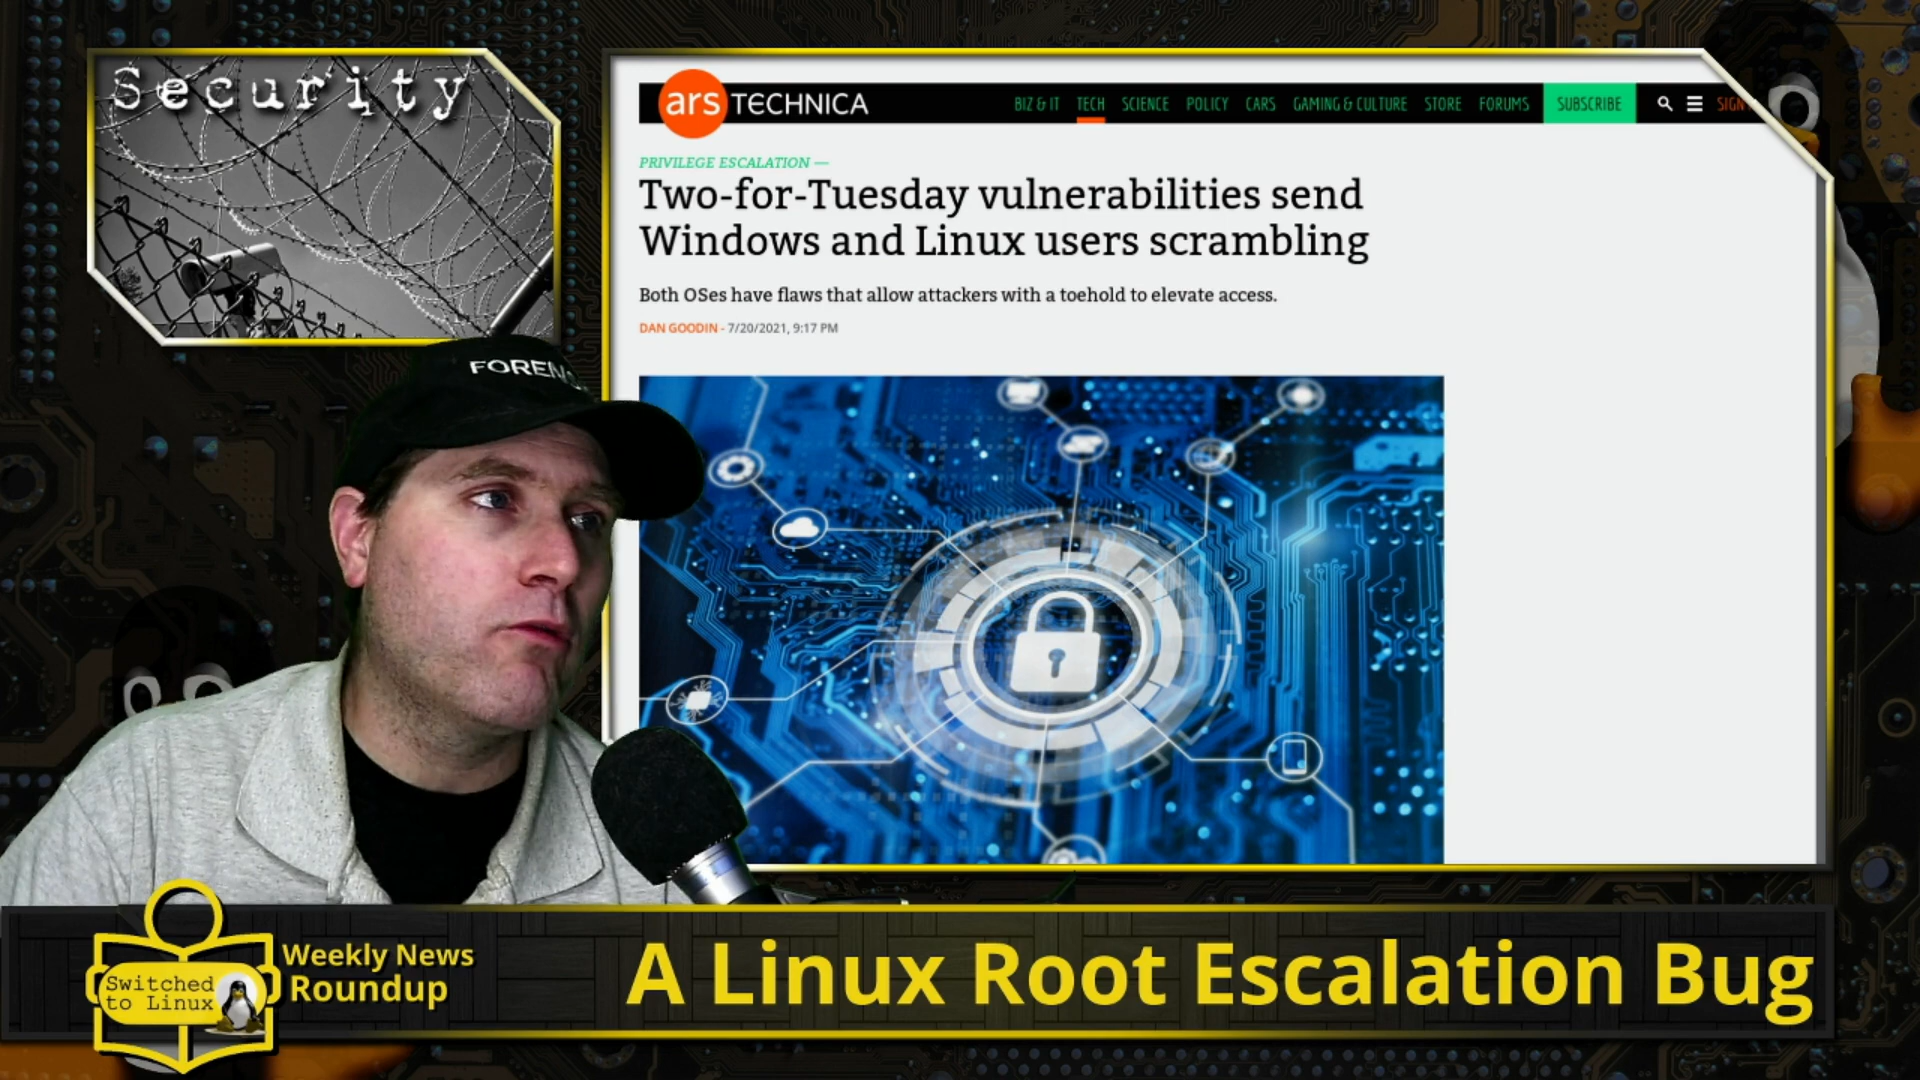 Security
ars TECHNICA
BIZ & IT TECH SCIENCE POLICY CARS GAMING & CULTURE STORE FORUMS SUBSCRIBE SIGN
PRIVILEGE ESCALATION —
Two-for-Tuesday vulnerabilities send
Windows and Linux users scrambling
Both OSes have flaws that allow attackers with a toehold to elevate access.
DAN GOODIN - 7/20/2021, 9:17 PM
Switched
to Linux
Weekly News
Roundup
A Linux Root Escalation Bug